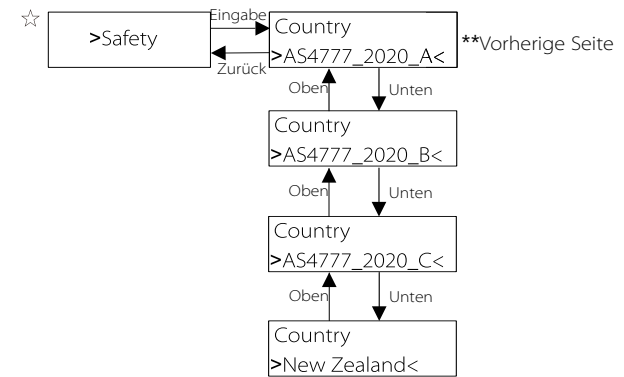 ☆ >Safety
Eingabe
Zurück
Country
>AS4777_2020_A<
**Vorherige Seite
Oben
Unten
Country
>AS4777_2020_B<
Oben
Unten
Country
>AS4777_2020_C<
Oben
Unten
Country
>New Zealand<